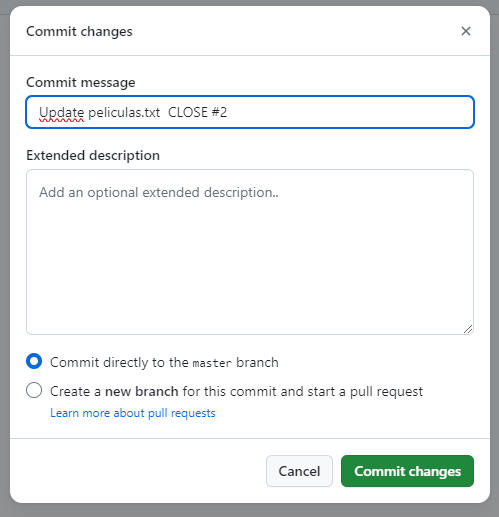 Commit changes
Commit message
Update peliculas.txt  CLOSE #2
Extended description
Add an optional extended description..
Commit directly to the master branch
Create a new branch for this commit and start a pull request
Learn more about pull requests
Cancel
Commit changes